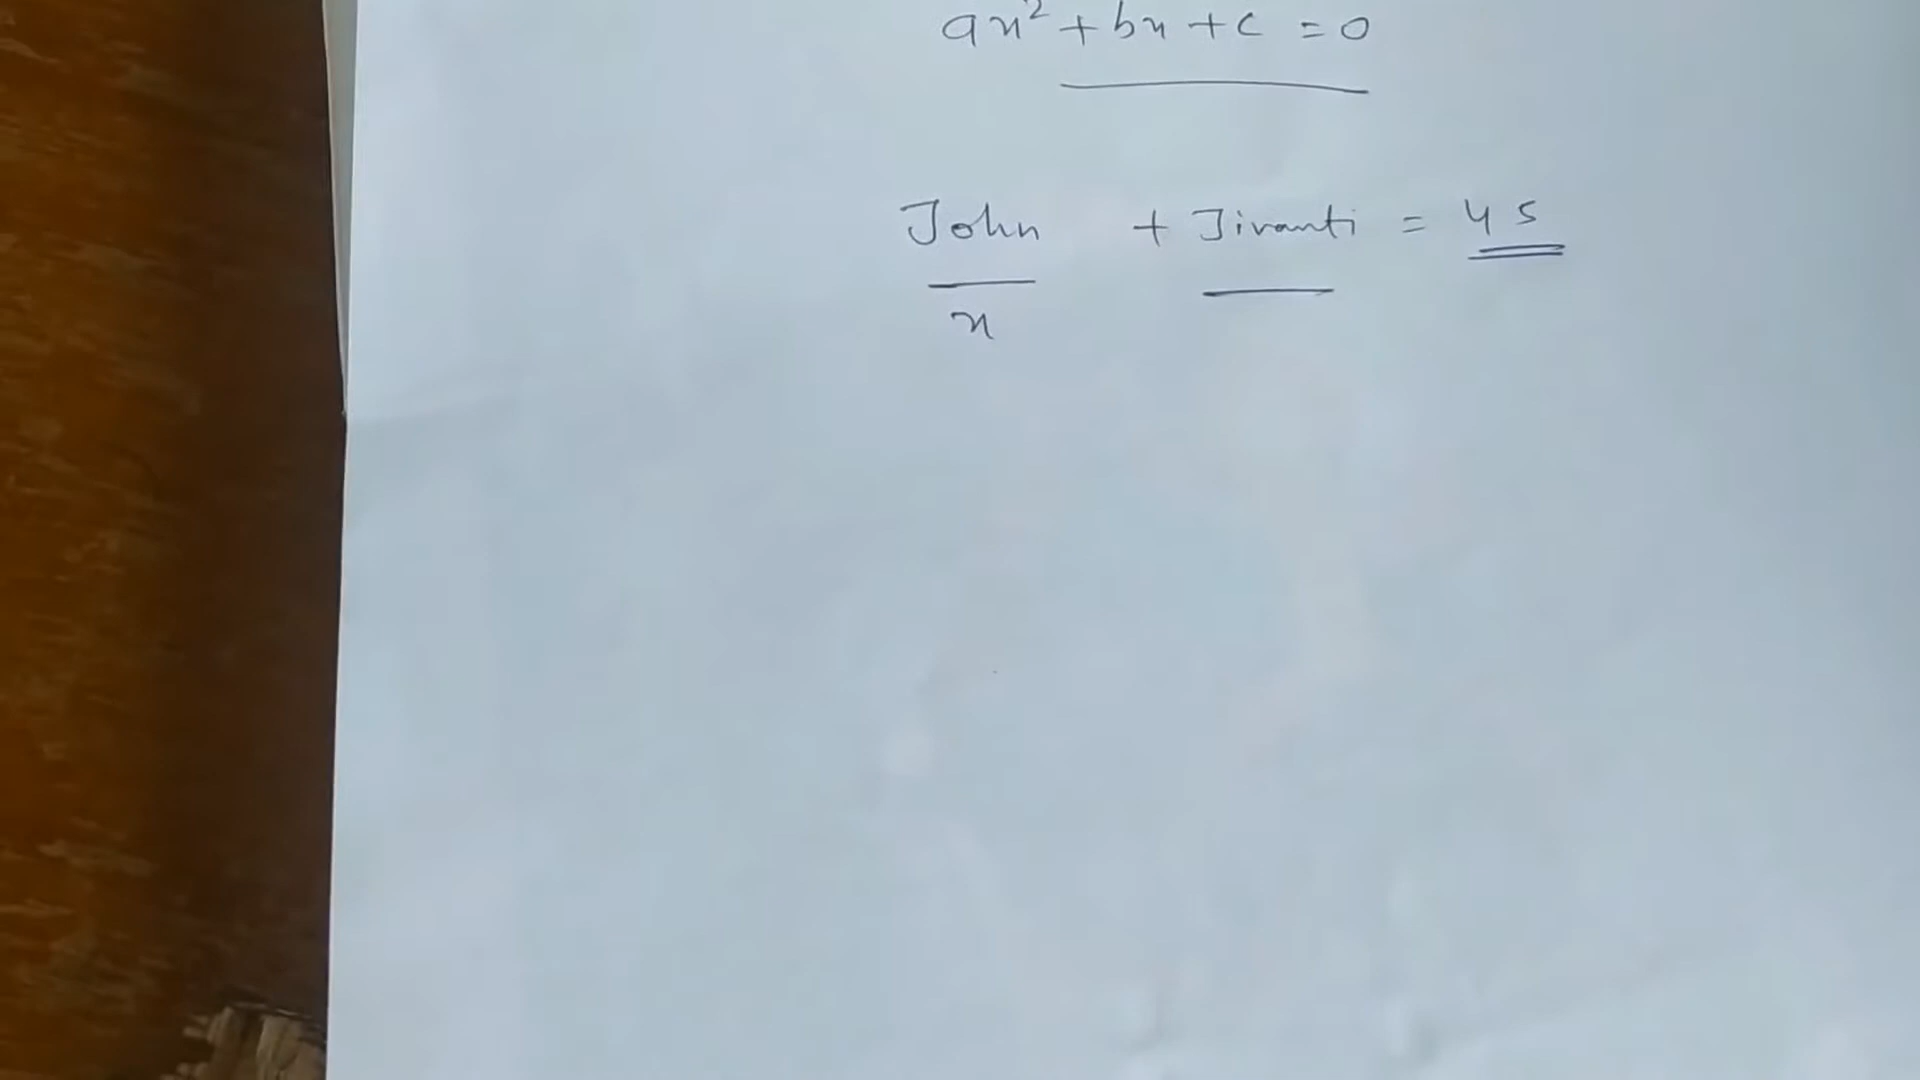 ax² + bx + c = 0
John + Jivanti = 45
x